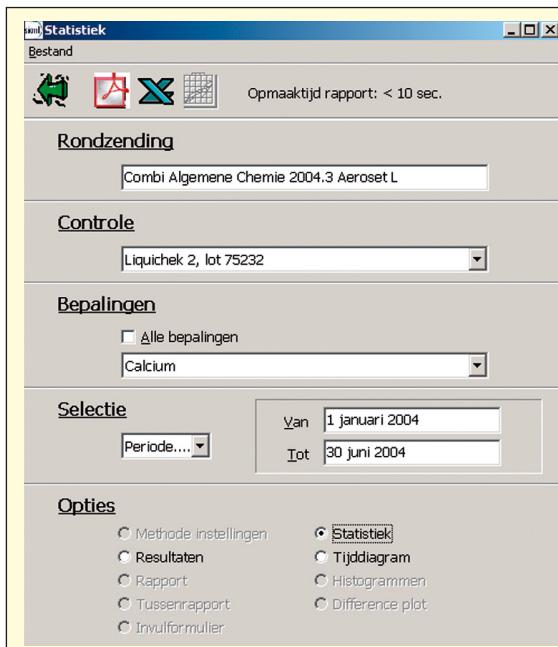 Statistiek
Bestand
Opmaaktijd rapport: < 10 sec.
Rondzending
Combi Algemene Chemie 2004.3 Aeroset L
Controle
Liquichek 2, lot 75232
Bepalingen
Alle bepalingen
Calcium
Selectie
Periode....
Van 1 januari 2004
Tot 30 juni 2004
Opties
Methode instellingen Statistiek
Resultaten Tijddiagram
Rapport Histogrammen
Tussenrapport Difference plot
Invulformulier